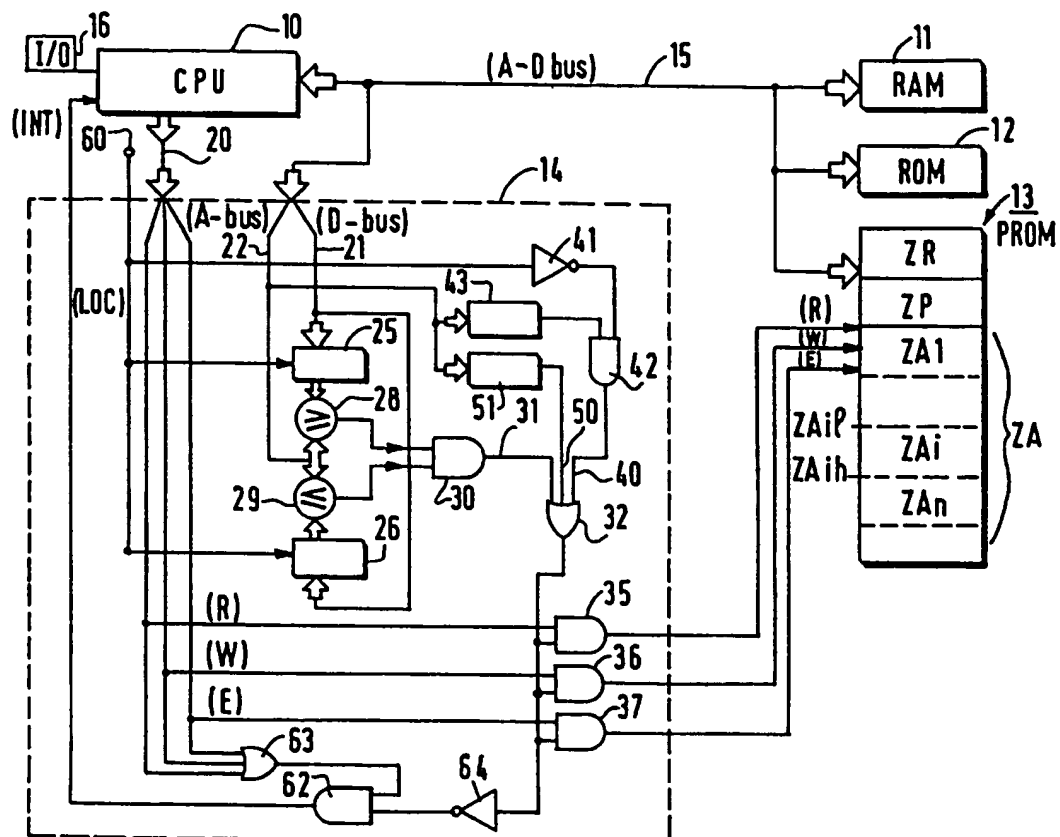 16
10
11
I/O
CPU
(A-D bus)
15
RAM
(INT)
60
20
12
ROM
14
13
PROM
(A-bus)
(D-bus)
22
21
41
ZR
(LOC)
43
ZP
(R)
(W)
(E)
25
ZA1
42
51
28
31
50
ZAiℓ
ZAi
ZA
40
ZAih
29
30
32
ZAn
26
35
(R)
36
(W)
37
(E)
63
64
62